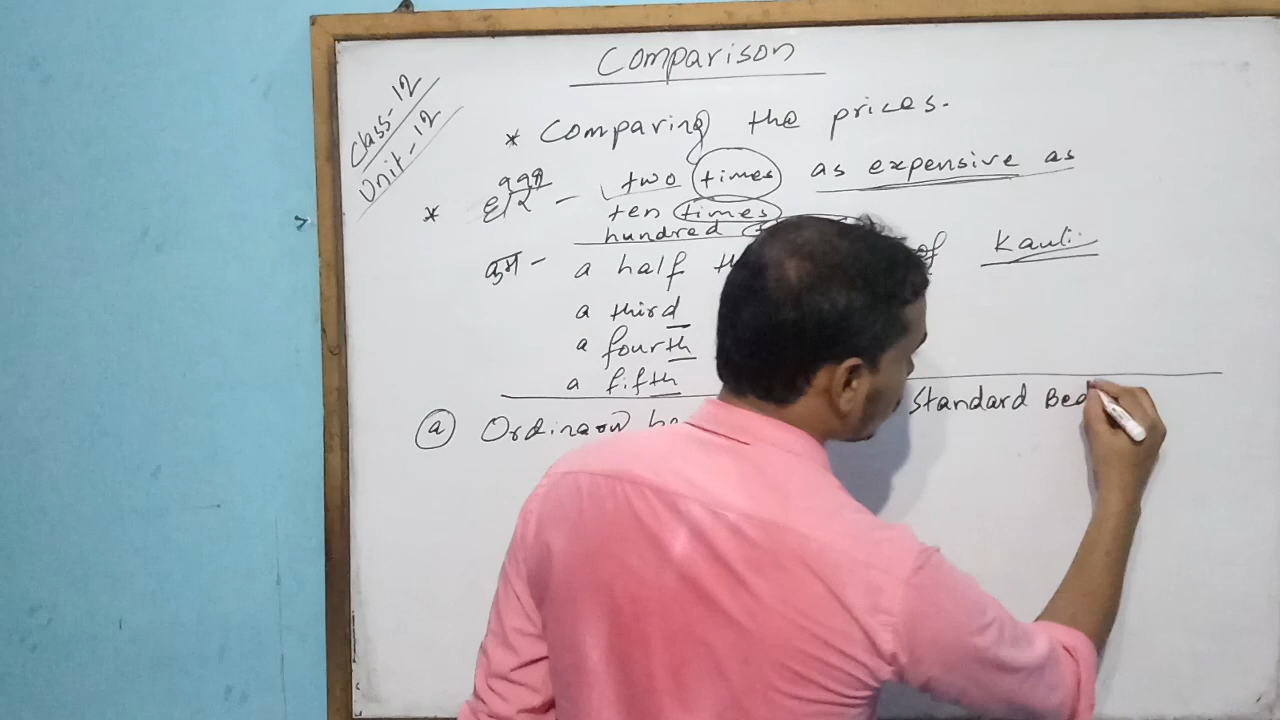 Comparison
Class-12
Unit-12
* Comparing the prices.
* two times as expensive as
ten times
hundred
कम - a half of Kauli
a third
a fourth
a fifth
(a) Ordinary Standard